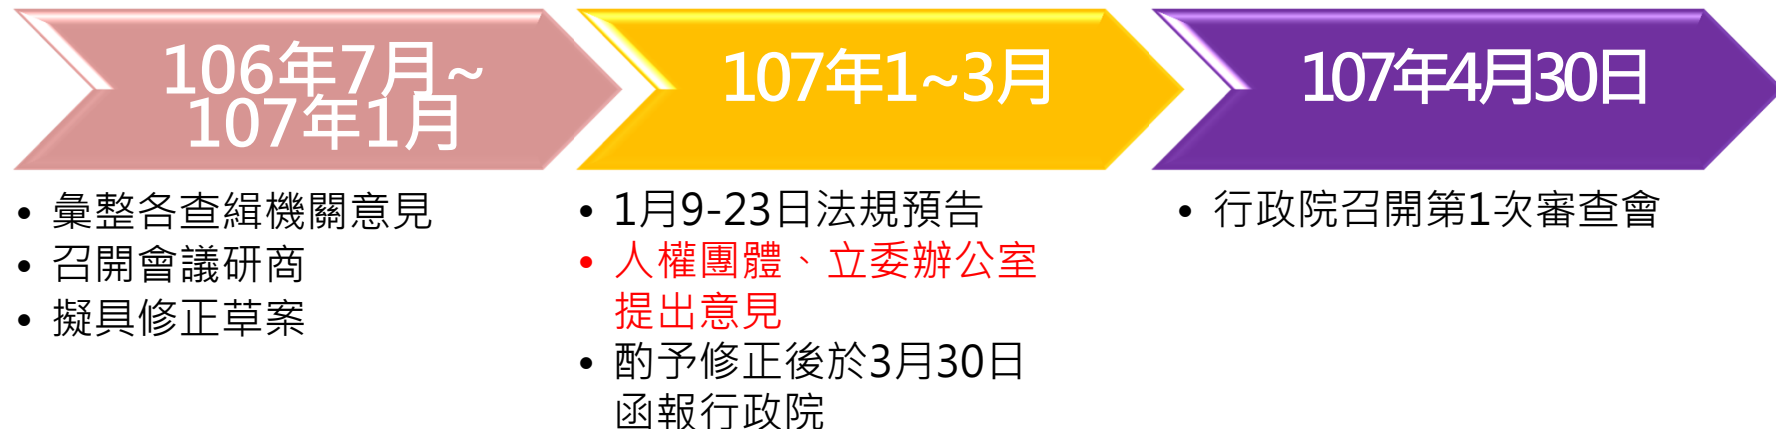 106年7月~
107年1月
• 彙整各查緝機關意見
• 召開會議研商
• 擬具修正草案
107年1~3月
• 1月9-23日法規預告
• 人權團體、立委辦公室
提出意見
• 酌予修正後於3月30日
函報行政院
107年4月30日
• 行政院召開第1次審查會